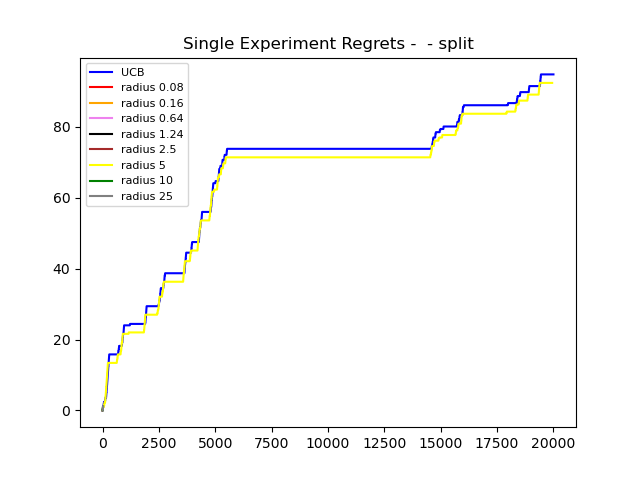 Single Experiment Regrets -  - split
UCB
radius 0.08
radius 0.16
radius 0.64
radius 1.24
radius 2.5
radius 5
radius 10
radius 25
80
60
40
20
0
0 2500 5000 7500 10000 12500 15000 17500 20000